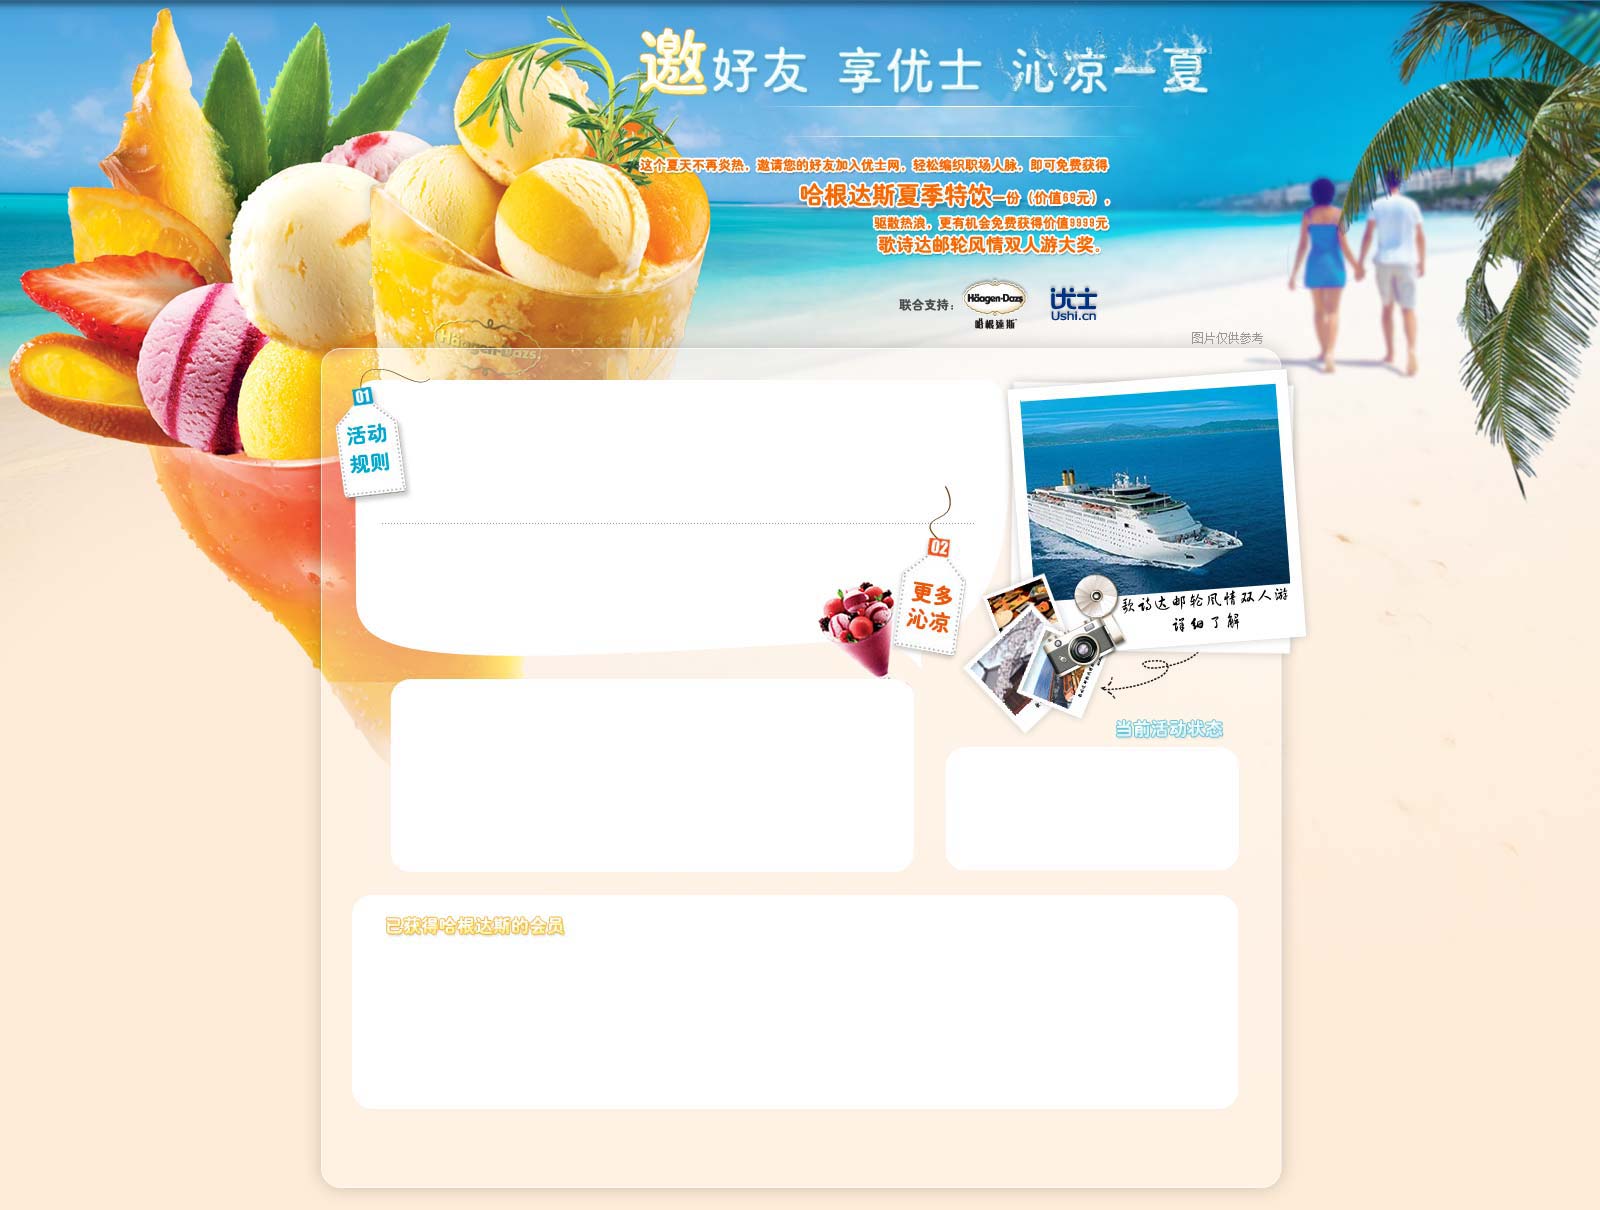 邀好友 享优士 沁凉一夏
这个夏天不再炎热，邀请您的好友加入优士网，轻松编织职场人脉，即可免费获得
哈根达斯夏季特饮一份（价值69元），
驱散热浪，更有机会免费获得价值9999元
歌诗达邮轮风情双人游大奖。
联合支持：
Häagen-Dazs
哈根達斯
优士
Ushi.cn
图片仅供参考
Häagen-Dazs
01
活动
规则
02
更多
沁凉
歌诗达邮轮风情双人游
详细了解
当前活动状态
已获得哈根达斯的会员